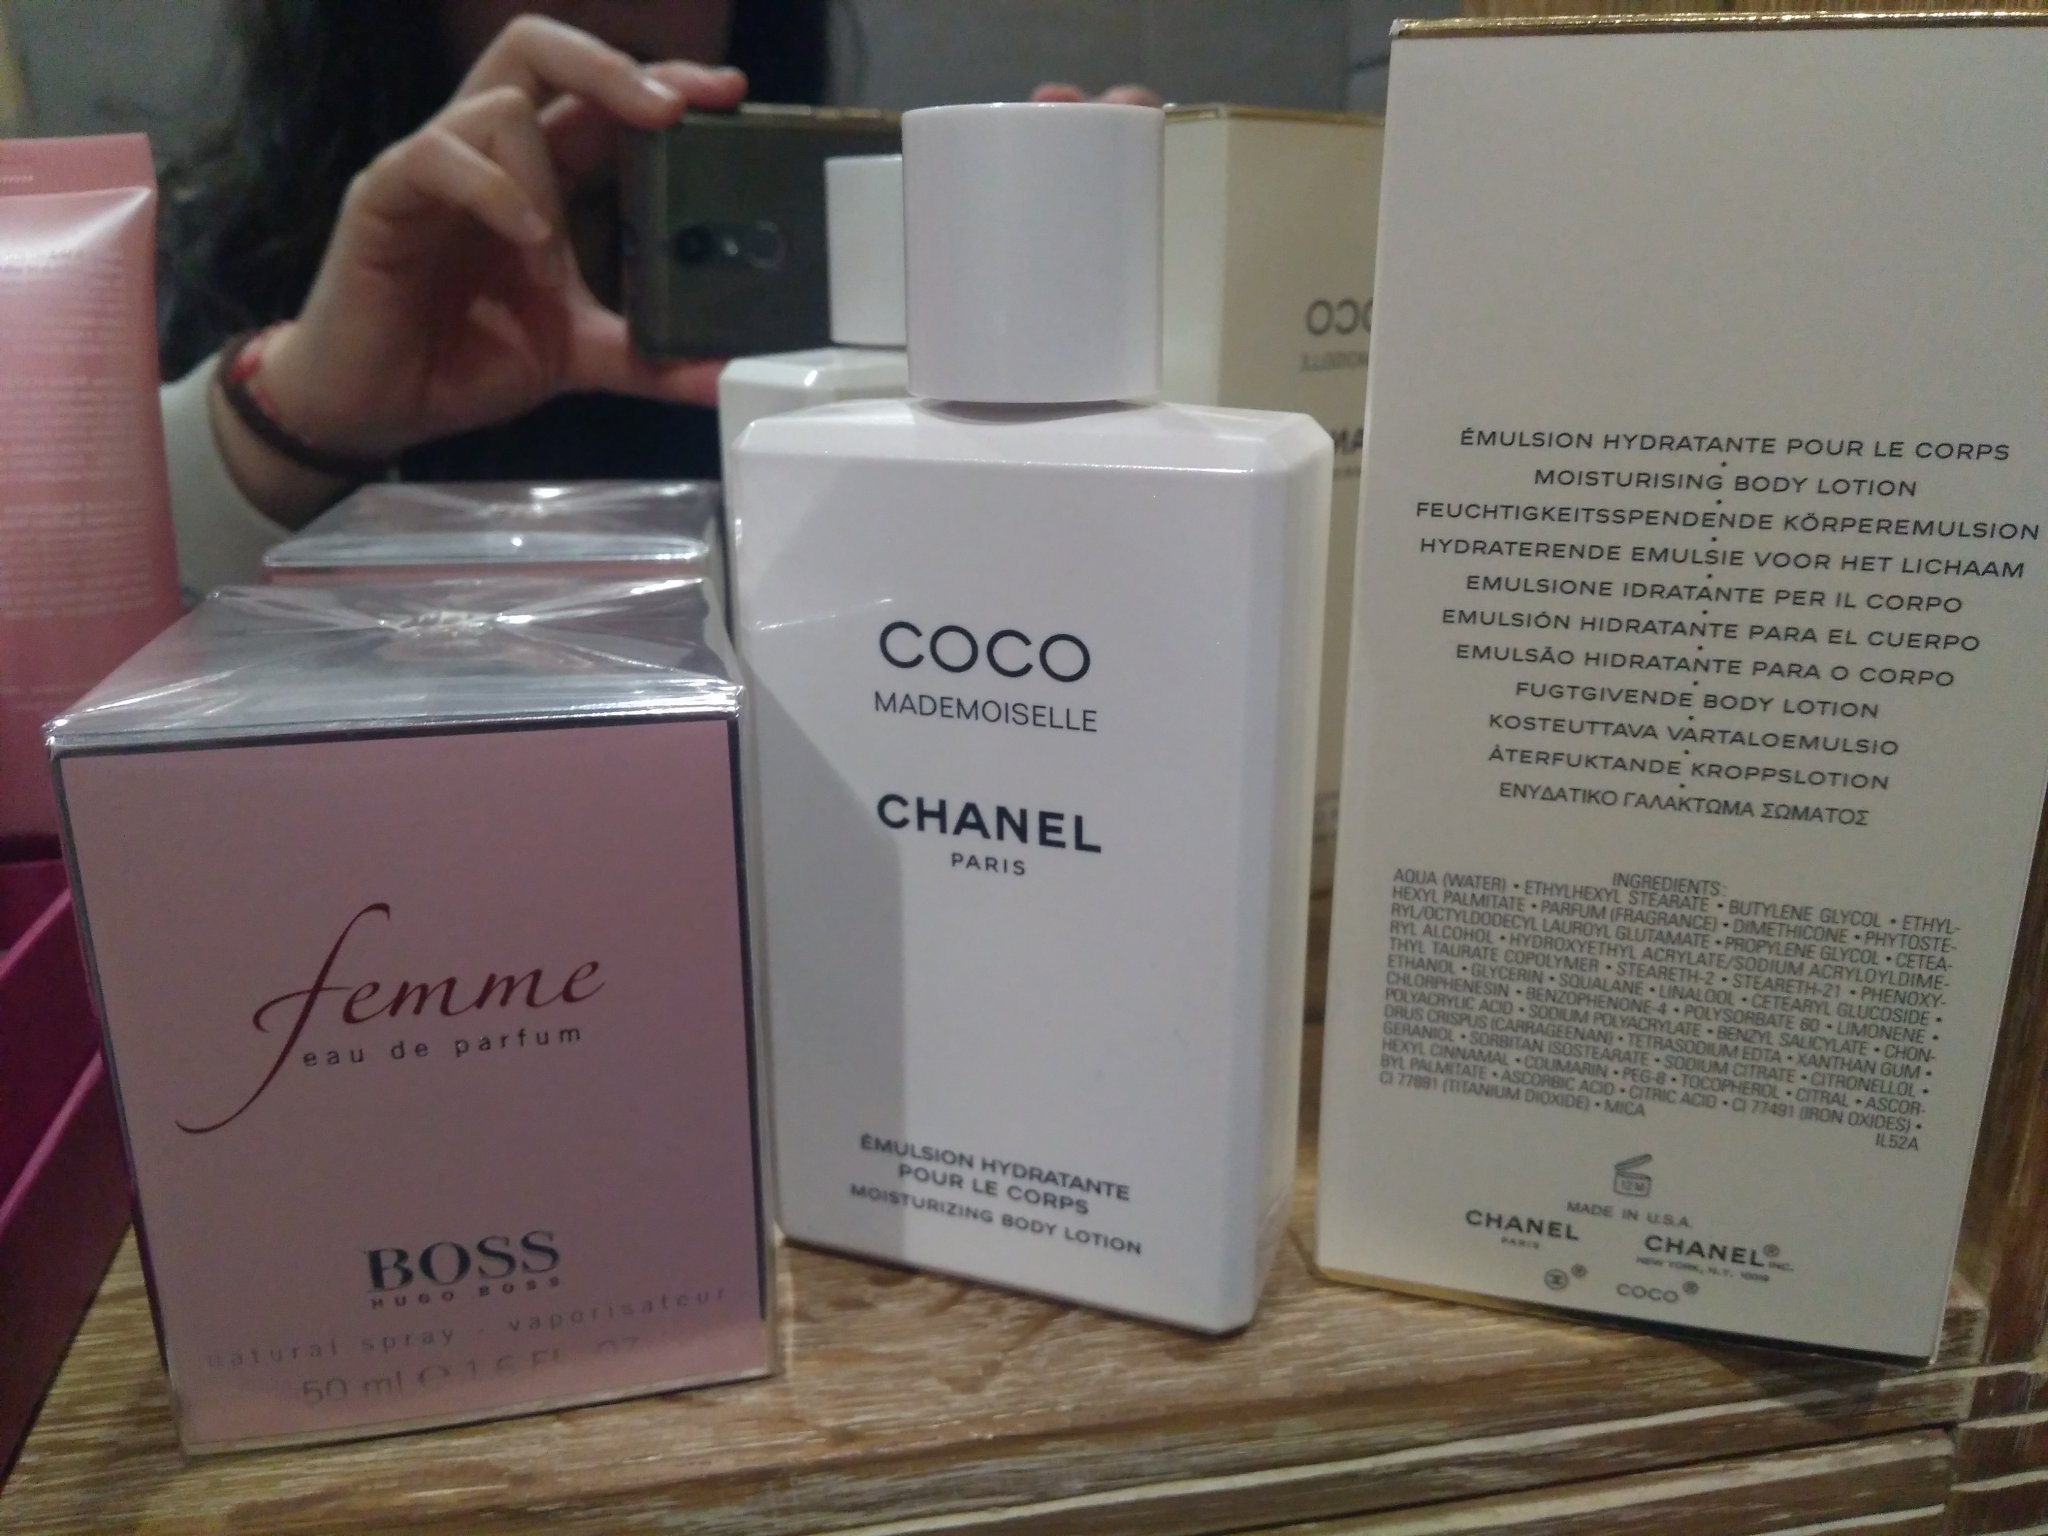 femme
eau de parfum
BOSS
HUGO BOSS
natural spray - vaporisateur
50 ml e 1.6 FL. OZ.
COCO
MADEMOISELLE
CHANEL
PARIS
ÉMULSION HYDRATANTE
POUR LE CORPS
MOISTURIZING BODY LOTION
ÉMULSION HYDRATANTE POUR LE CORPS
MOISTURISING BODY LOTION
FEUCHTIGKEITSSPENDENDE KÖRPEREMULSION
HYDRATERENDE EMULSIE VOOR HET LICHAAM
EMULSIONE IDRATANTE PER IL CORPO
EMULSIÓN HIDRATANTE PARA EL CUERPO
EMULSÃO HIDRATANTE PARA O CORPO
FUGTGIVENDE BODY LOTION
KOSTEUTTAVA VARTALOEMULSIO
ÅTERFUKTANDE KROPPSLOTION
ΕΝΥΔΑΤΙΚΟ ΓΑΛΑΚΤΩΜΑ ΣΩΜΑΤΟΣ
INGREDIENTS:
AQUA (WATER) • ETHYLHEXYL STEARATE • BUTYLENE GLYCOL • ETHYL-
HEXYL PALMITATE • PARFUM (FRAGRANCE) • DIMETHICONE • PHYTOSTE-
RYL/OCTYLDODECYL LAUROYL GLUTAMATE • PROPYLENE GLYCOL • CETEA-
RYL ALCOHOL • HYDROXYETHYL ACRYLATE/SODIUM ACRYLOYLDIME-
THYL TAURATE COPOLYMER • STEARETH-2 • STEARETH-21 • PHENOXY-
ETHANOL • GLYCERIN • SQUALANE • LINALOOL • CETEARYL GLUCOSIDE •
CHLORPHENESIN • BENZOPHENONE-4 • POLYSORBATE 60 • LIMONENE •
POLYACRYLIC ACID • SODIUM POLYACRYLATE • BENZYL SALICYLATE • CHON-
DRUS CRISPUS (CARRAGEENAN) • TETRASODIUM EDTA • XANTHAN GUM •
GERANIOL • SORBITAN ISOSTEARATE • SODIUM CITRATE • CITRONELLOL •
HEXYL CINNAMAL • COUMARIN • PEG-8 • TOCOPHEROL • CITRAL • ASCOR-
BYL PALMITATE • ASCORBIC ACID • CITRIC ACID • CI 77491 (IRON OXIDES) •
CI 77891 (TITANIUM DIOXIDE) • MICA
IL52A
12 M
MADE IN U.S.A.
CHANEL
PARIS
CHANEL® INC.
NEW YORK, N.Y. 10019
COCO®